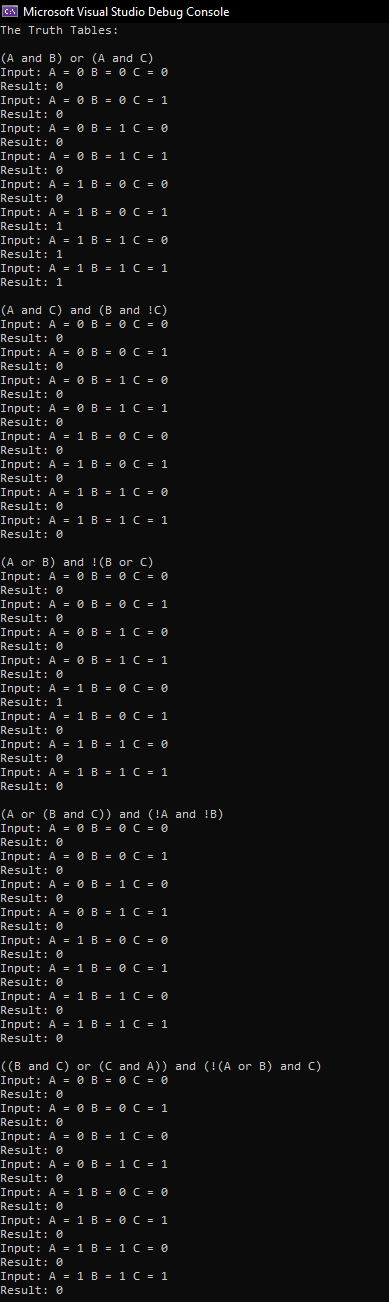 Microsoft Visual Studio Debug Console
The Truth Tables:
(A and B) or (A and C)
Input: A = 0 B = 0 C = 0
Result: 0
Input: A = 0 B = 0 C = 1
Result: 0
Input: A = 0 B = 1 C = 0
Result: 0
Input: A = 0 B = 1 C = 1
Result: 0
Input: A = 1 B = 0 C = 0
Result: 0
Input: A = 1 B = 0 C = 1
Result: 1
Input: A = 1 B = 1 C = 0
Result: 1
Input: A = 1 B = 1 C = 1
Result: 1
(A and C) and (B and !C)
Input: A = 0 B = 0 C = 0
Result: 0
Input: A = 0 B = 0 C = 1
Result: 0
Input: A = 0 B = 1 C = 0
Result: 0
Input: A = 0 B = 1 C = 1
Result: 0
Input: A = 1 B = 0 C = 0
Result: 0
Input: A = 1 B = 0 C = 1
Result: 0
Input: A = 1 B = 1 C = 0
Result: 0
Input: A = 1 B = 1 C = 1
Result: 0
(A or B) and !(B or C)
Input: A = 0 B = 0 C = 0
Result: 0
Input: A = 0 B = 0 C = 1
Result: 0
Input: A = 0 B = 1 C = 0
Result: 0
Input: A = 0 B = 1 C = 1
Result: 0
Input: A = 1 B = 0 C = 0
Result: 1
Input: A = 1 B = 0 C = 1
Result: 0
Input: A = 1 B = 1 C = 0
Result: 0
Input: A = 1 B = 1 C = 1
Result: 0
(A or (B and C)) and (!A and !B)
Input: A = 0 B = 0 C = 0
Result: 0
Input: A = 0 B = 0 C = 1
Result: 0
Input: A = 0 B = 1 C = 0
Result: 0
Input: A = 0 B = 1 C = 1
Result: 0
Input: A = 1 B = 0 C = 0
Result: 0
Input: A = 1 B = 0 C = 1
Result: 0
Input: A = 1 B = 1 C = 0
Result: 0
Input: A = 1 B = 1 C = 1
Result: 0
((B and C) or (C and A)) and (!(A or B) and C)
Input: A = 0 B = 0 C = 0
Result: 0
Input: A = 0 B = 0 C = 1
Result: 0
Input: A = 0 B = 1 C = 0
Result: 0
Input: A = 0 B = 1 C = 1
Result: 0
Input: A = 1 B = 0 C = 0
Result: 0
Input: A = 1 B = 0 C = 1
Result: 0
Input: A = 1 B = 1 C = 0
Result: 0
Input: A = 1 B = 1 C = 1
Result: 0